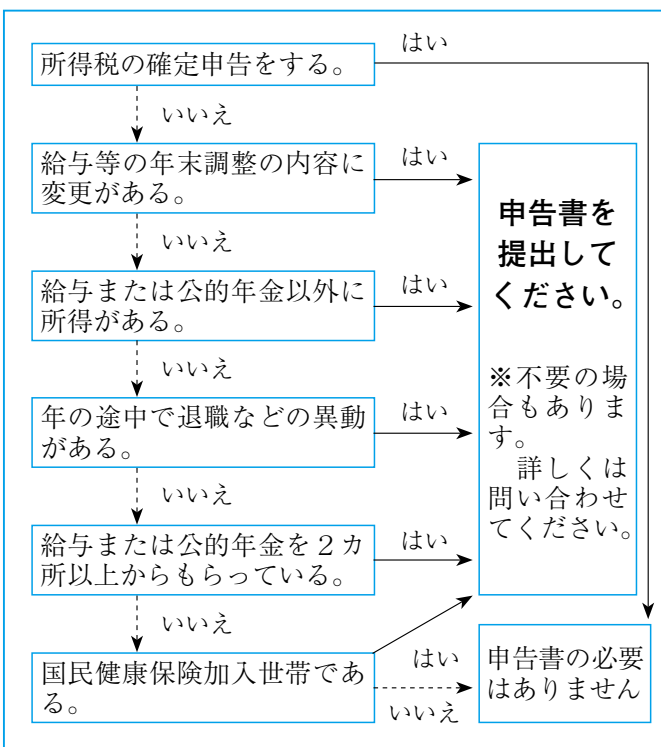 所得税の確定申告をする。
はい
いいえ
給与等の年末調整の内容に
変更がある。
はい
いいえ
給与または公的年金以外に
所得がある。
はい
いいえ
年の途中で退職などの異動
がある。
はい
いいえ
給与または公的年金を２カ
所以上からもらっている。
はい
いいえ
国民健康保険加入世帯であ
る。
はい
いいえ
申告書を
提出して
ください。
※不要の場
合もありま
す。
詳しくは
問い合わせ
てください。
申告書の必要
はありません